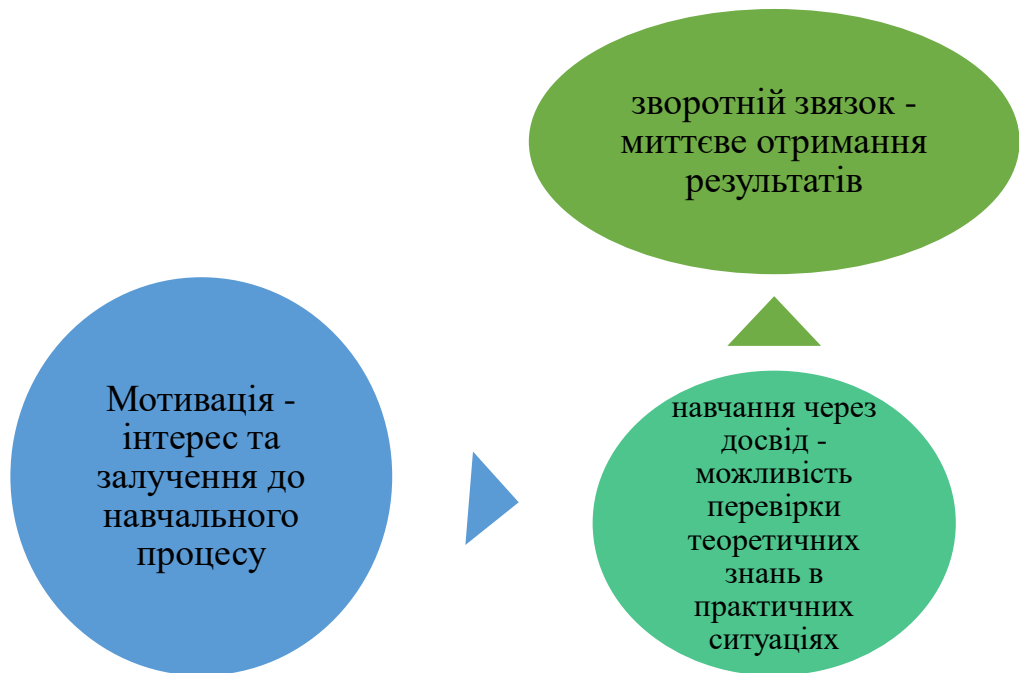 Мотивація -
інтерес та
залучення до
навчального
процесу
навчання через
досвід -
можливість
перевірки
теоретичних
знань в
практичних
ситуаціях
зворотній звязок -
миттєве отримання
результатів